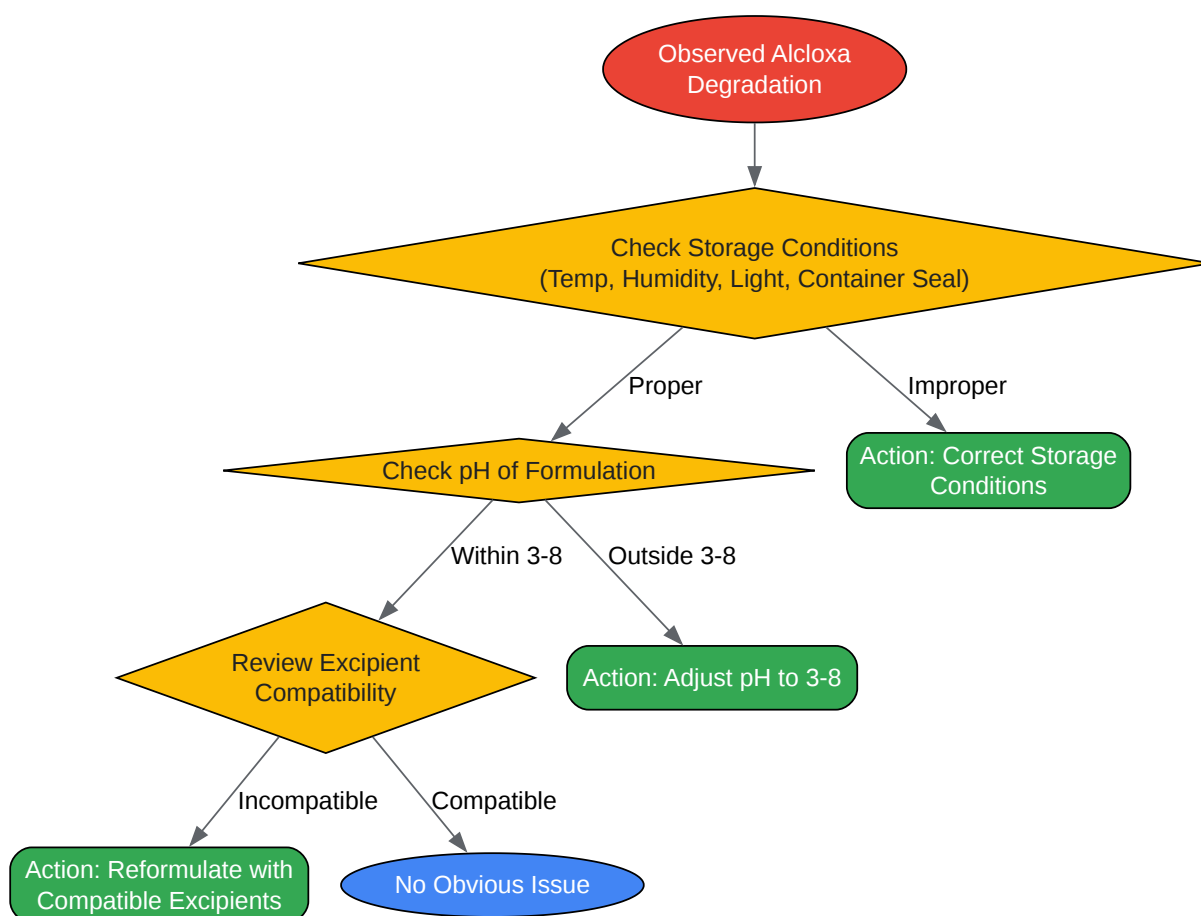 Observed Alcloxa
Degradation
Check Storage Conditions
(Temp, Humidity, Light, Container Seal)
Proper
Improper
Check pH of Formulation
Action: Correct Storage
Conditions
Within 3-8
Outside 3-8
Review Excipient
Compatibility
Action: Adjust pH to 3-8
Incompatible
Compatible
Action: Reformulate with
Compatible Excipients
No Obvious Issue